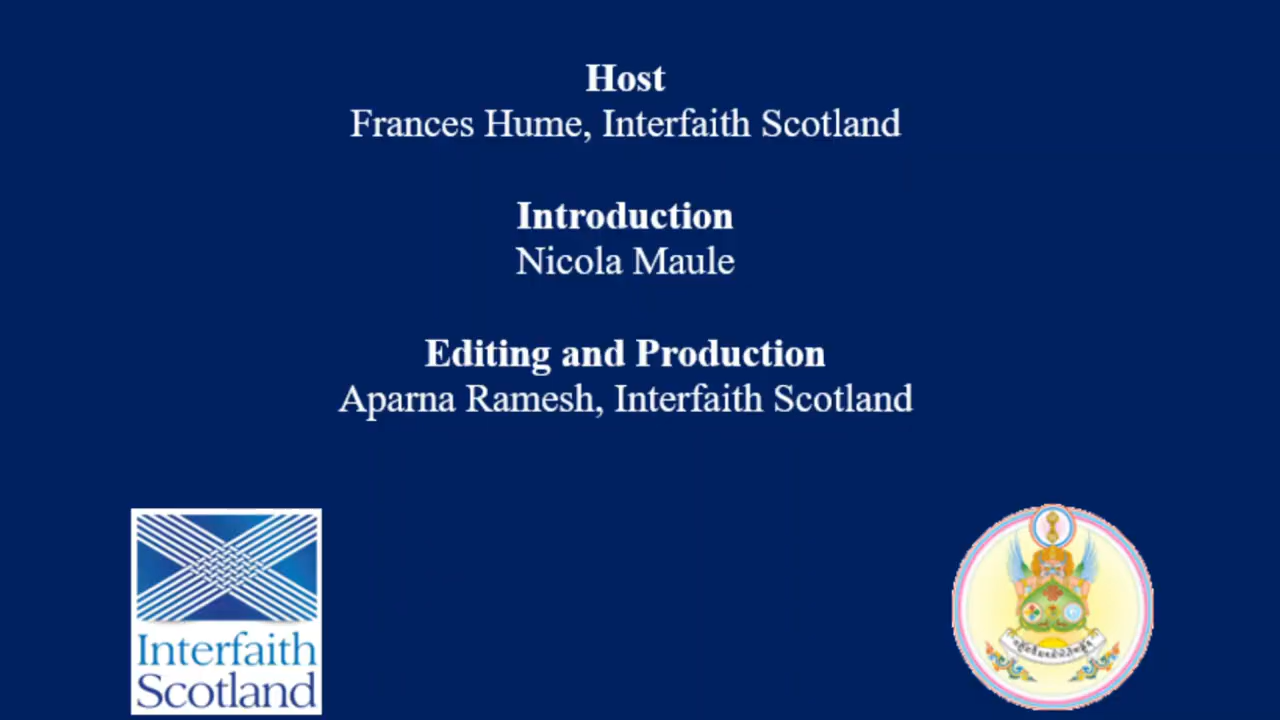 Host
Frances Hume, Interfaith Scotland
Introduction
Nicola Maule
Editing and Production
Aparna Ramesh, Interfaith Scotland
Interfaith
Scotland